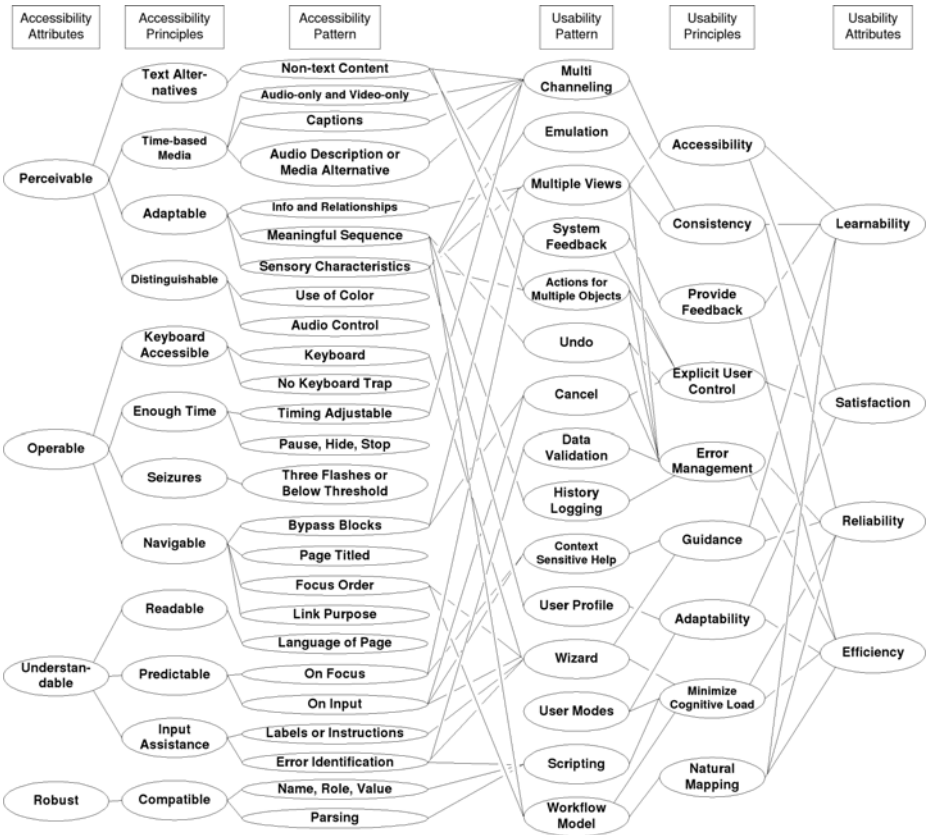 Accessibility
Attributes
Accessibility
Principles
Accessibility
Pattern
Usability
Pattern
Usability
Principles
Usability
Attributes
Perceivable
Operable
Understan-
dable
Robust
Text Alter-
natives
Time-based
Media
Adaptable
Distinguishable
Keyboard
Accessible
Enough Time
Seizures
Navigable
Readable
Predictable
Input
Assistance
Compatible
Non-text Content
Audio-only and Video-only
Captions
Audio Description or
Media Alternative
Info and Relationships
Meaningful Sequence
Sensory Characteristics
Use of Color
Audio Control
Keyboard
No Keyboard Trap
Timing Adjustable
Pause, Hide, Stop
Three Flashes or
Below Threshold
Bypass Blocks
Page Titled
Focus Order
Link Purpose
Language of Page
On Focus
On Input
Labels or Instructions
Error Identification
Name, Role, Value
Parsing
Multi
Channeling
Emulation
Multiple Views
System
Feedback
Actions for
Multiple Objects
Undo
Cancel
Data
Validation
History
Logging
Context
Sensitive Help
User Profile
Wizard
User Modes
Scripting
Workflow
Model
Accessibility
Consistency
Provide
Feedback
Explicit User
Control
Error
Management
Guidance
Adaptability
Minimize
Cognitive Load
Natural
Mapping
Learnability
Satisfaction
Reliability
Efficiency